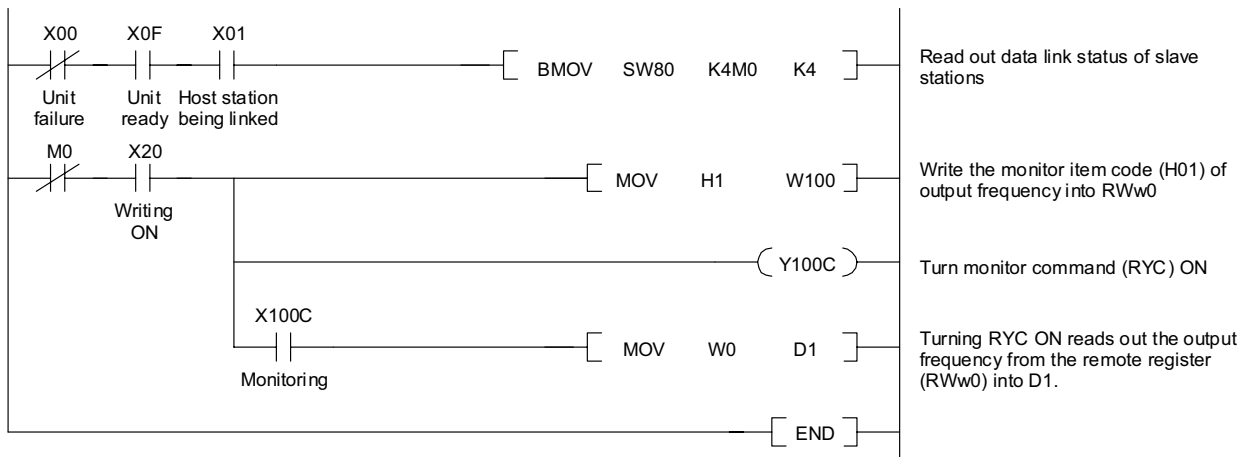 X00 X0F X01
BMOV SW80 K4M0 K4
Read out data link status of slave
stations
Unit Unit Host station
failure ready being linked
M0 X20
MOV H1 W100
Write the monitor item code (H01) of
output frequency into RWw0
Writing
ON
Y100C
Turn monitor command (RYC) ON
X100C
MOV W0 D1
Turning RYC ON reads out the output
frequency from the remote register
(RWw0) into D1.
Monitoring
END